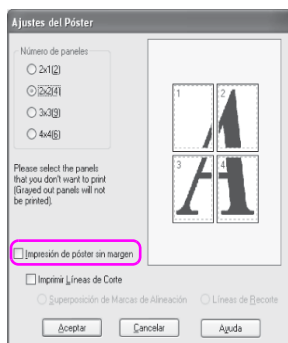 Ajustes del Póster
Número de paneles
2x1(2)
2x2(4)
3x3(9)
4x4(6)
1 2
3 4
Please select the panels
that you don't want to print
(Grayed out panels will not
be printed).
Impresión de póster sin margen
Imprimir Líneas de Corte
Superposición de Marcas de Alineación Líneas de Recorte
Aceptar Cancelar Ayuda